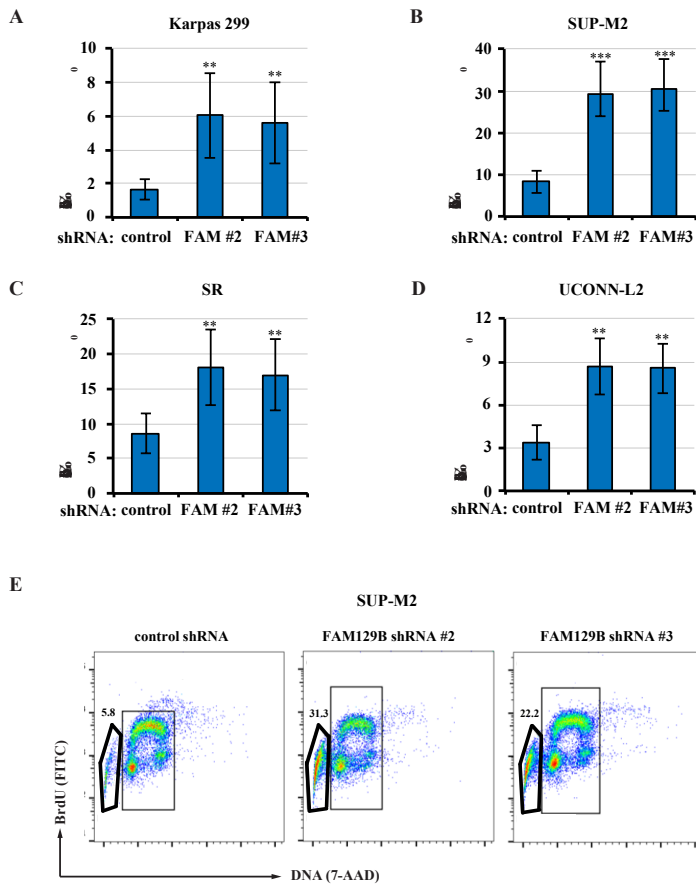 A
Karpas 299
10
8
6
4
2
0
** **
shRNA: control FAM #2 FAM#3
B
SUP-M2
40
30
20
10
0
*** ***
shRNA: control FAM #2 FAM#3
C
SR
25
20
15
10
5
0
** **
shRNA: control FAM #2 FAM#3
D
UCONN-L2
12
9
6
3
0
** **
shRNA: control FAM #2 FAM#3
E
SUP-M2
control shRNA
FAM129B shRNA #2
FAM129B shRNA #3
5.8
31.3
22.2
BrdU (FITC)
DNA (7-AAD)